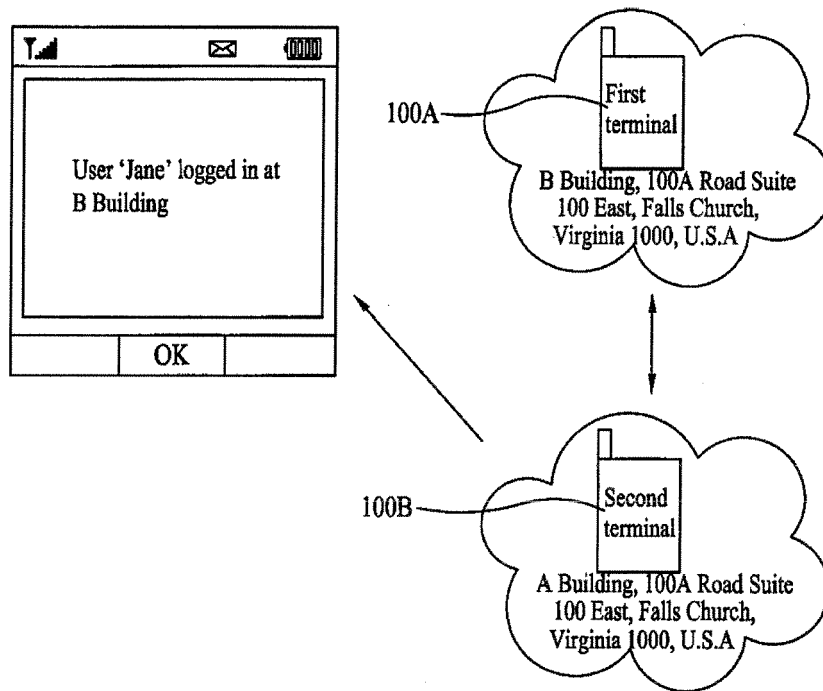 User 'Jane' logged in at
B Building
OK
100A
First
terminal
B Building, 100A Road Suite
100 East, Falls Church,
Virginia 1000, U.S.A
100B
Second
terminal
A Building, 100A Road Suite
100 East, Falls Church,
Virginia 1000, U.S.A